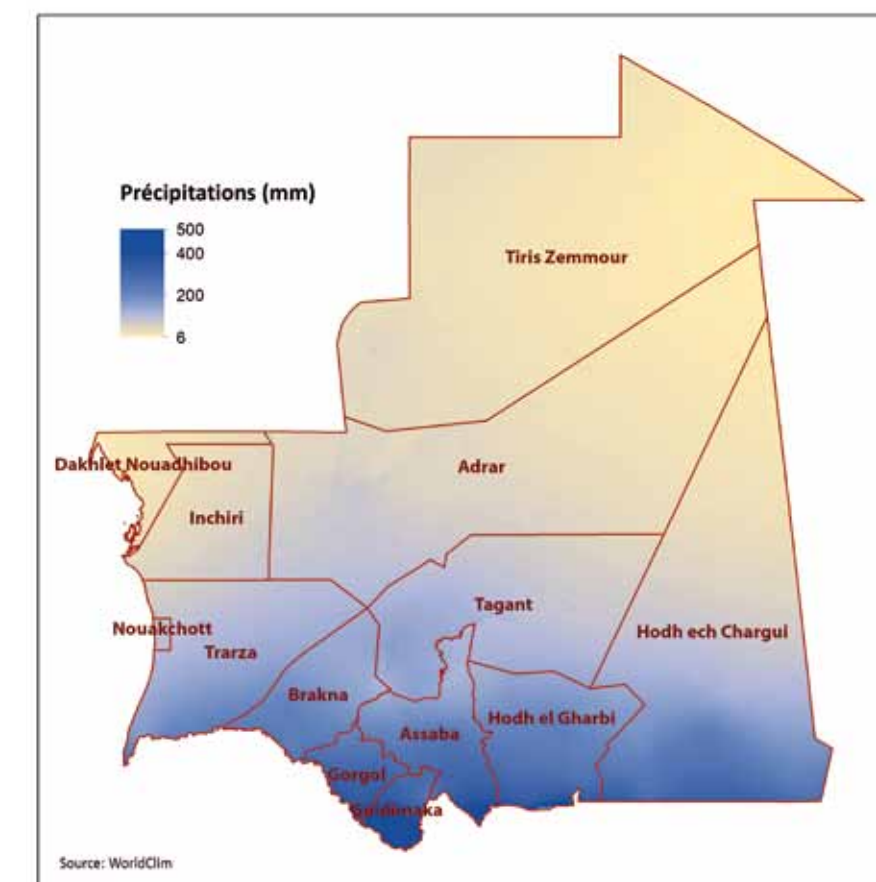 Précipitations (mm)
500
400
200
6
Tiris Zemmour
Dakhlet Nouadhibou
Adrar
Inchiri
Tagant
Nouakchott
Trarza
Hodh ech Chargui
Brakna
Hodh el Gharbi
Assaba
Gorgol
Guidimaka
Source: WorldClim